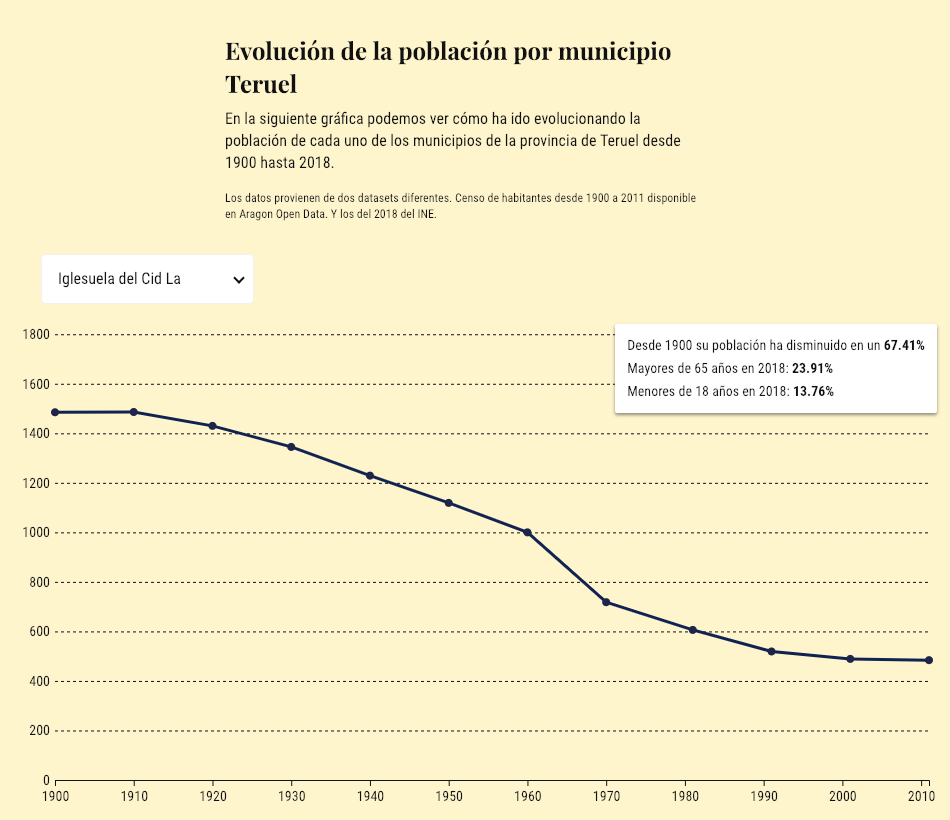 Evolución de la población por municipio
Teruel
En la siguiente gráfica podemos ver cómo ha ido evolucionando la
población de cada uno de los municipios de la provincia de Teruel desde
1900 hasta 2018.
Los datos provienen de dos datasets diferentes. Censo de habitantes desde 1900 a 2011 disponible
en Aragon Open Data. Y los del 2018 del INE.
Iglesuela del Cid La
Desde 1900 su población ha disminuido en un 67.41%
Mayores de 65 años en 2018: 23.91%
Menores de 18 años en 2018: 13.76%
1800
1600
1400
1200
1000
800
600
400
200
0
1900 1910 1920 1930 1940 1950 1960 1970 1980 1990 2000 2010